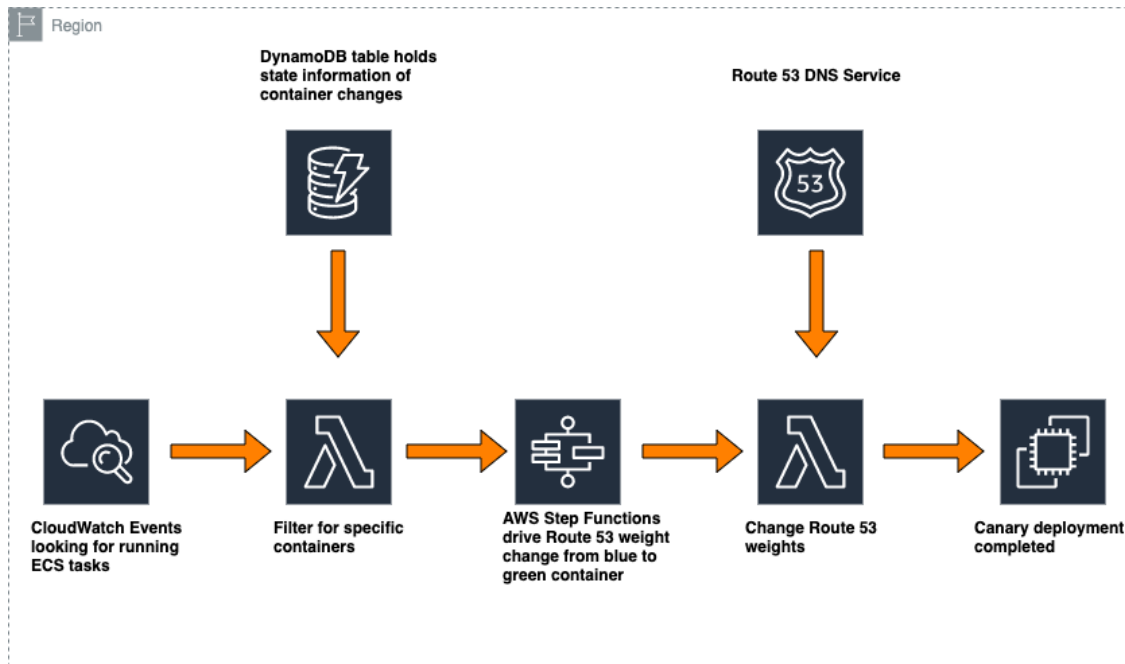 Region
DynamoDB table holds
state information of
container changes
Route 53 DNS Service
53
CloudWatch Events
looking for running
ECS tasks
Filter for specific
containers
AWS Step Functions
drive Route 53 weight
change from blue to
green container
Change Route 53
weights
Canary deployment
completed